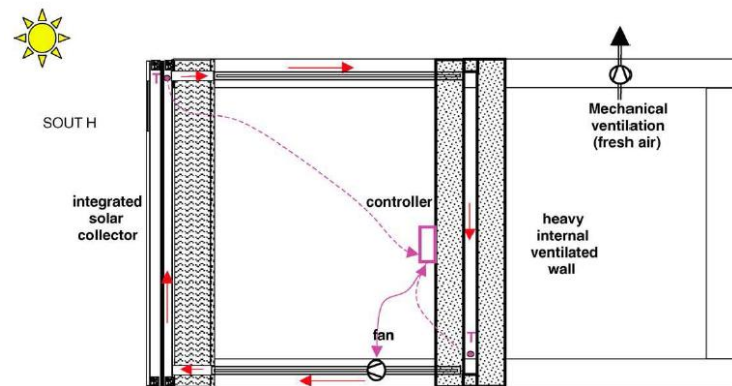 T
SOUT H
Mechanical
ventilation
(fresh air)
integrated
solar
collector
controller
heavy
internal
ventilated
wall
fan
T